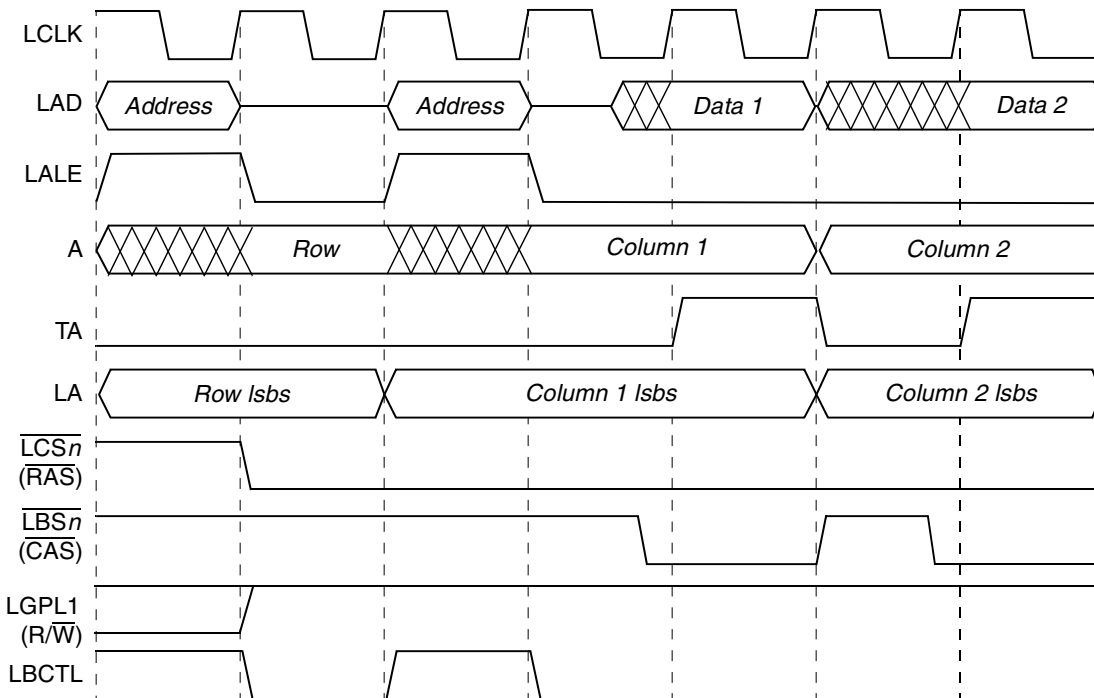 LCLK
LAD Address Address Data 1 Data 2
LALE
A Row Column 1 Column 2
TA
LA Row lsbs Column 1 lsbs Column 2 lsbs
LCSn
(RAS)
LBSn
(CAS)
LGPL1
(R/W)
LBCTL